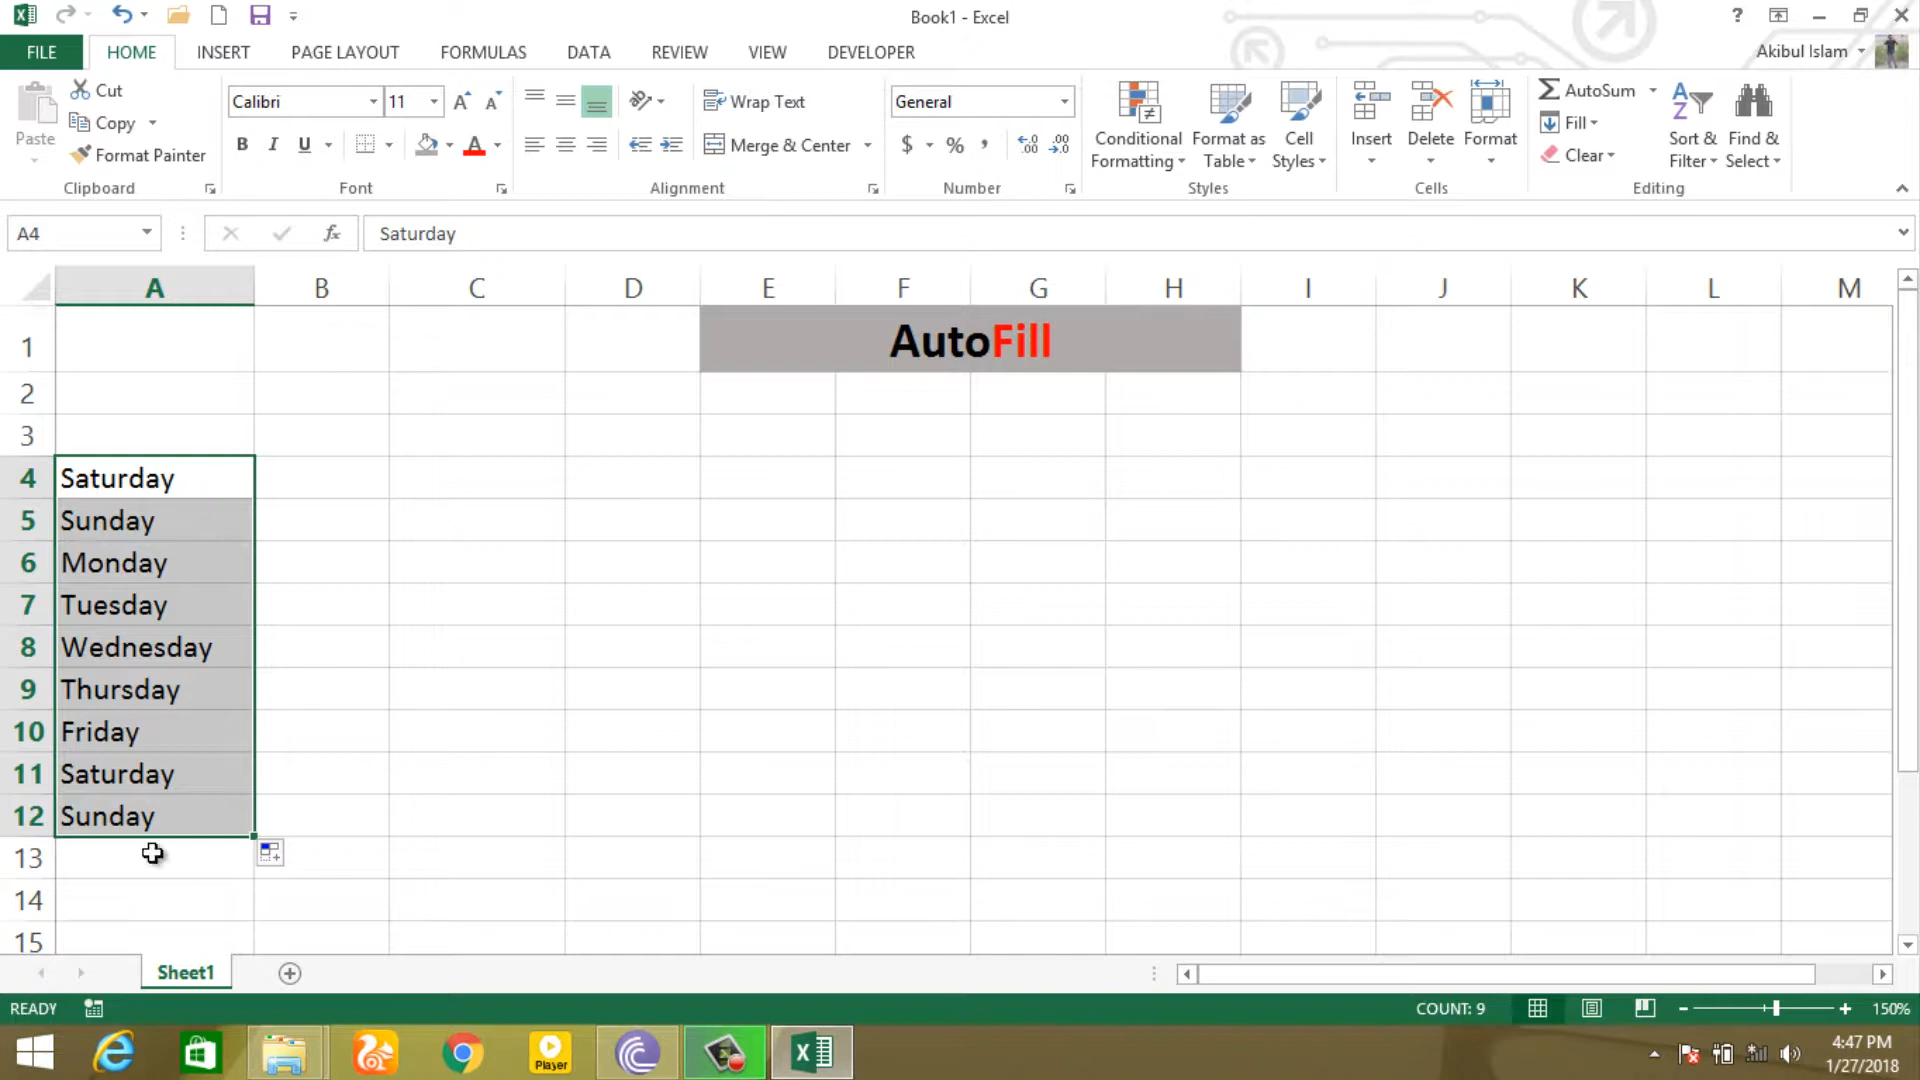 Book1 - Excel
?
FILE HOME INSERT PAGE LAYOUT FORMULAS DATA REVIEW VIEW DEVELOPER Akibul Islam
Paste
Cut
Copy
Format Painter
Clipboard
Calibri 11
B I U
Font
Wrap Text
Merge & Center
Alignment
General
$ % ,
Number
Conditional Formatting
Format as Table
Cell Styles
Styles
Insert
Delete
Format
Cells
AutoSum
Fill
Clear
Sort & Filter
Find & Select
Editing
A4 fx Saturday
A B C D E F G H I J K L M
1 AutoFill
2
3
4 Saturday
5 Sunday
6 Monday
7 Tuesday
8 Wednesday
9 Thursday
10 Friday
11 Saturday
12 Sunday
13
14
15
Sheet1
READY COUNT: 9 150%
Player
4:47 PM
1/27/2018